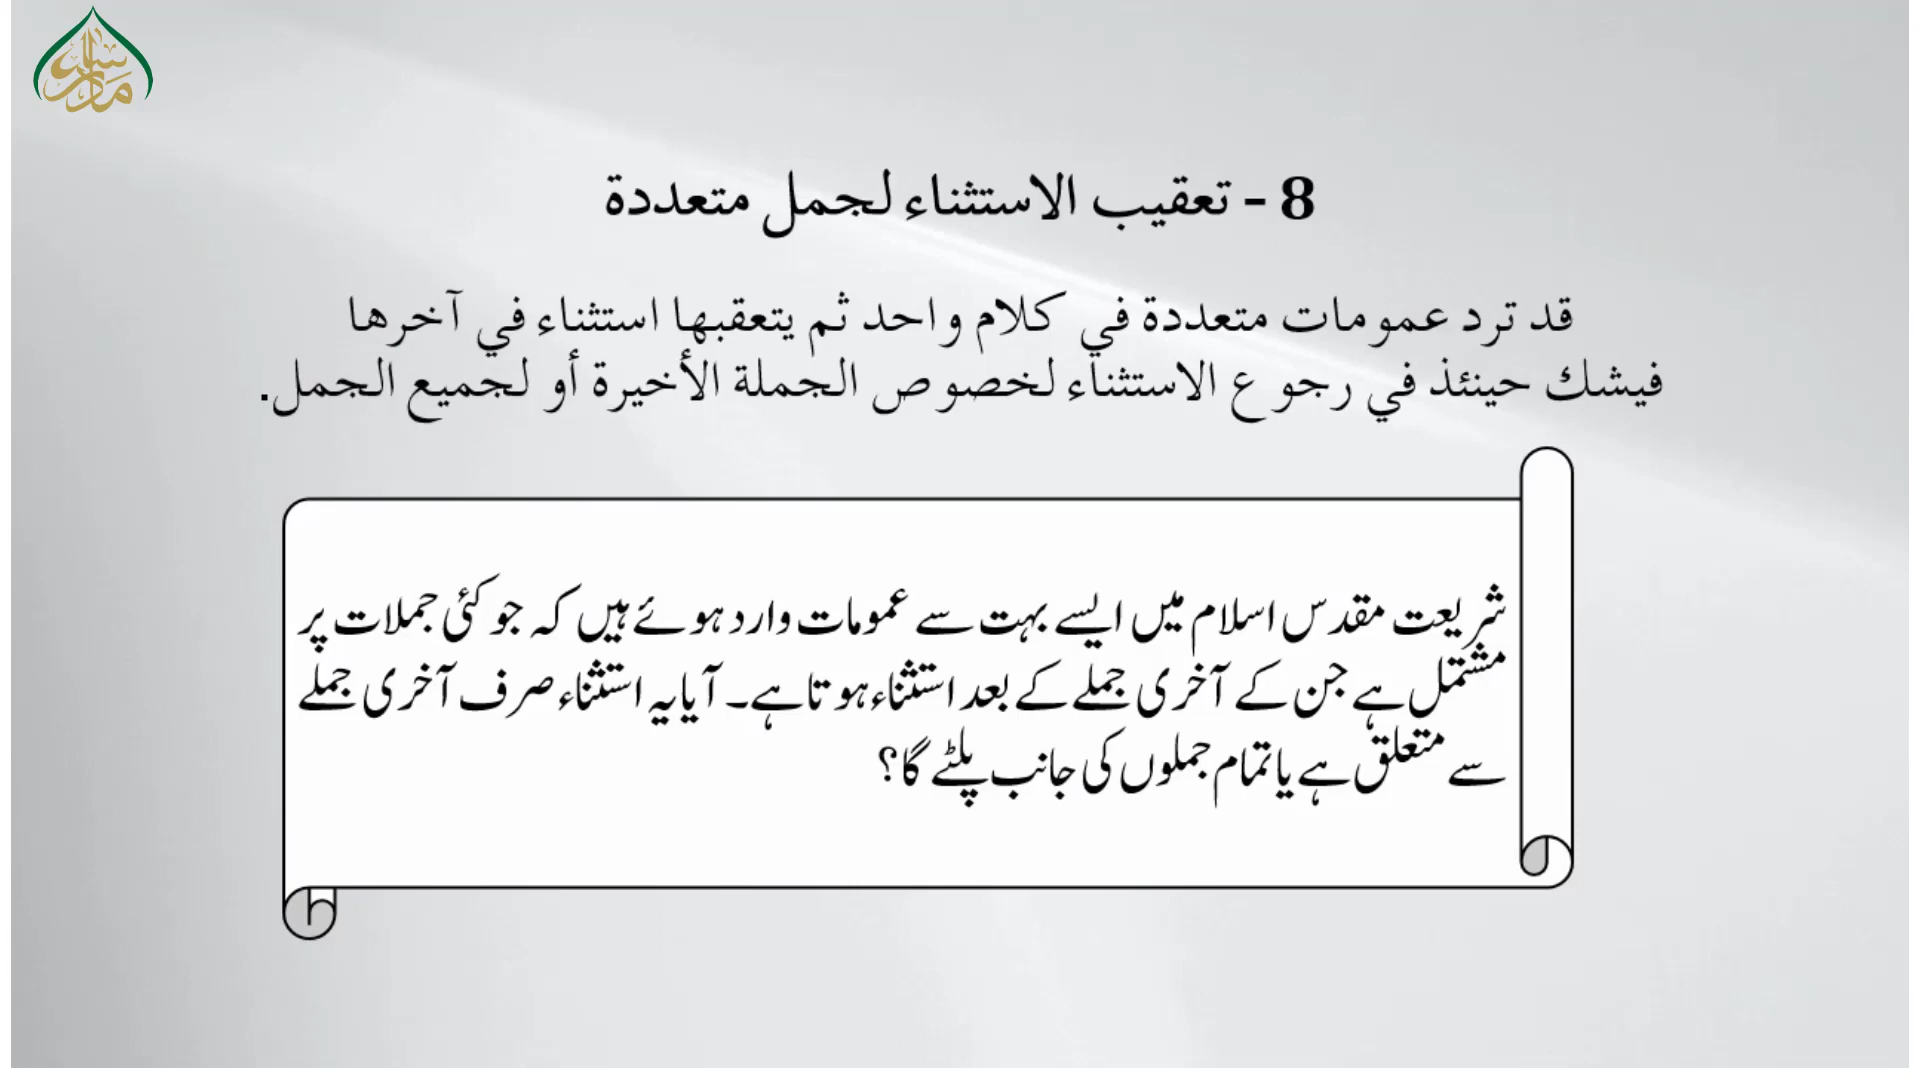 8 - تعقيب الاستثناء لجمل متعددة
قد ترد عمومات متعددة في كلام واحد ثم يتعقبها استثناء في آخرها
فيشك حينئذ في رجوع الاستثناء لخصوص الجملة الأخيرة أو لجميع الجمل.
شریعت مقدس اسلام میں ایسے بہت سے عمومات وارد ہوئے ہیں کہ جو کئی جملات پر
مشتمل ہے جن کے آخری جملے کے بعد استثناء ہوتا ہے۔ آیا یہ استثناء صرف آخری جملے
سے متعلق ہے یا تمام جملوں کی جانب پلٹے گا؟